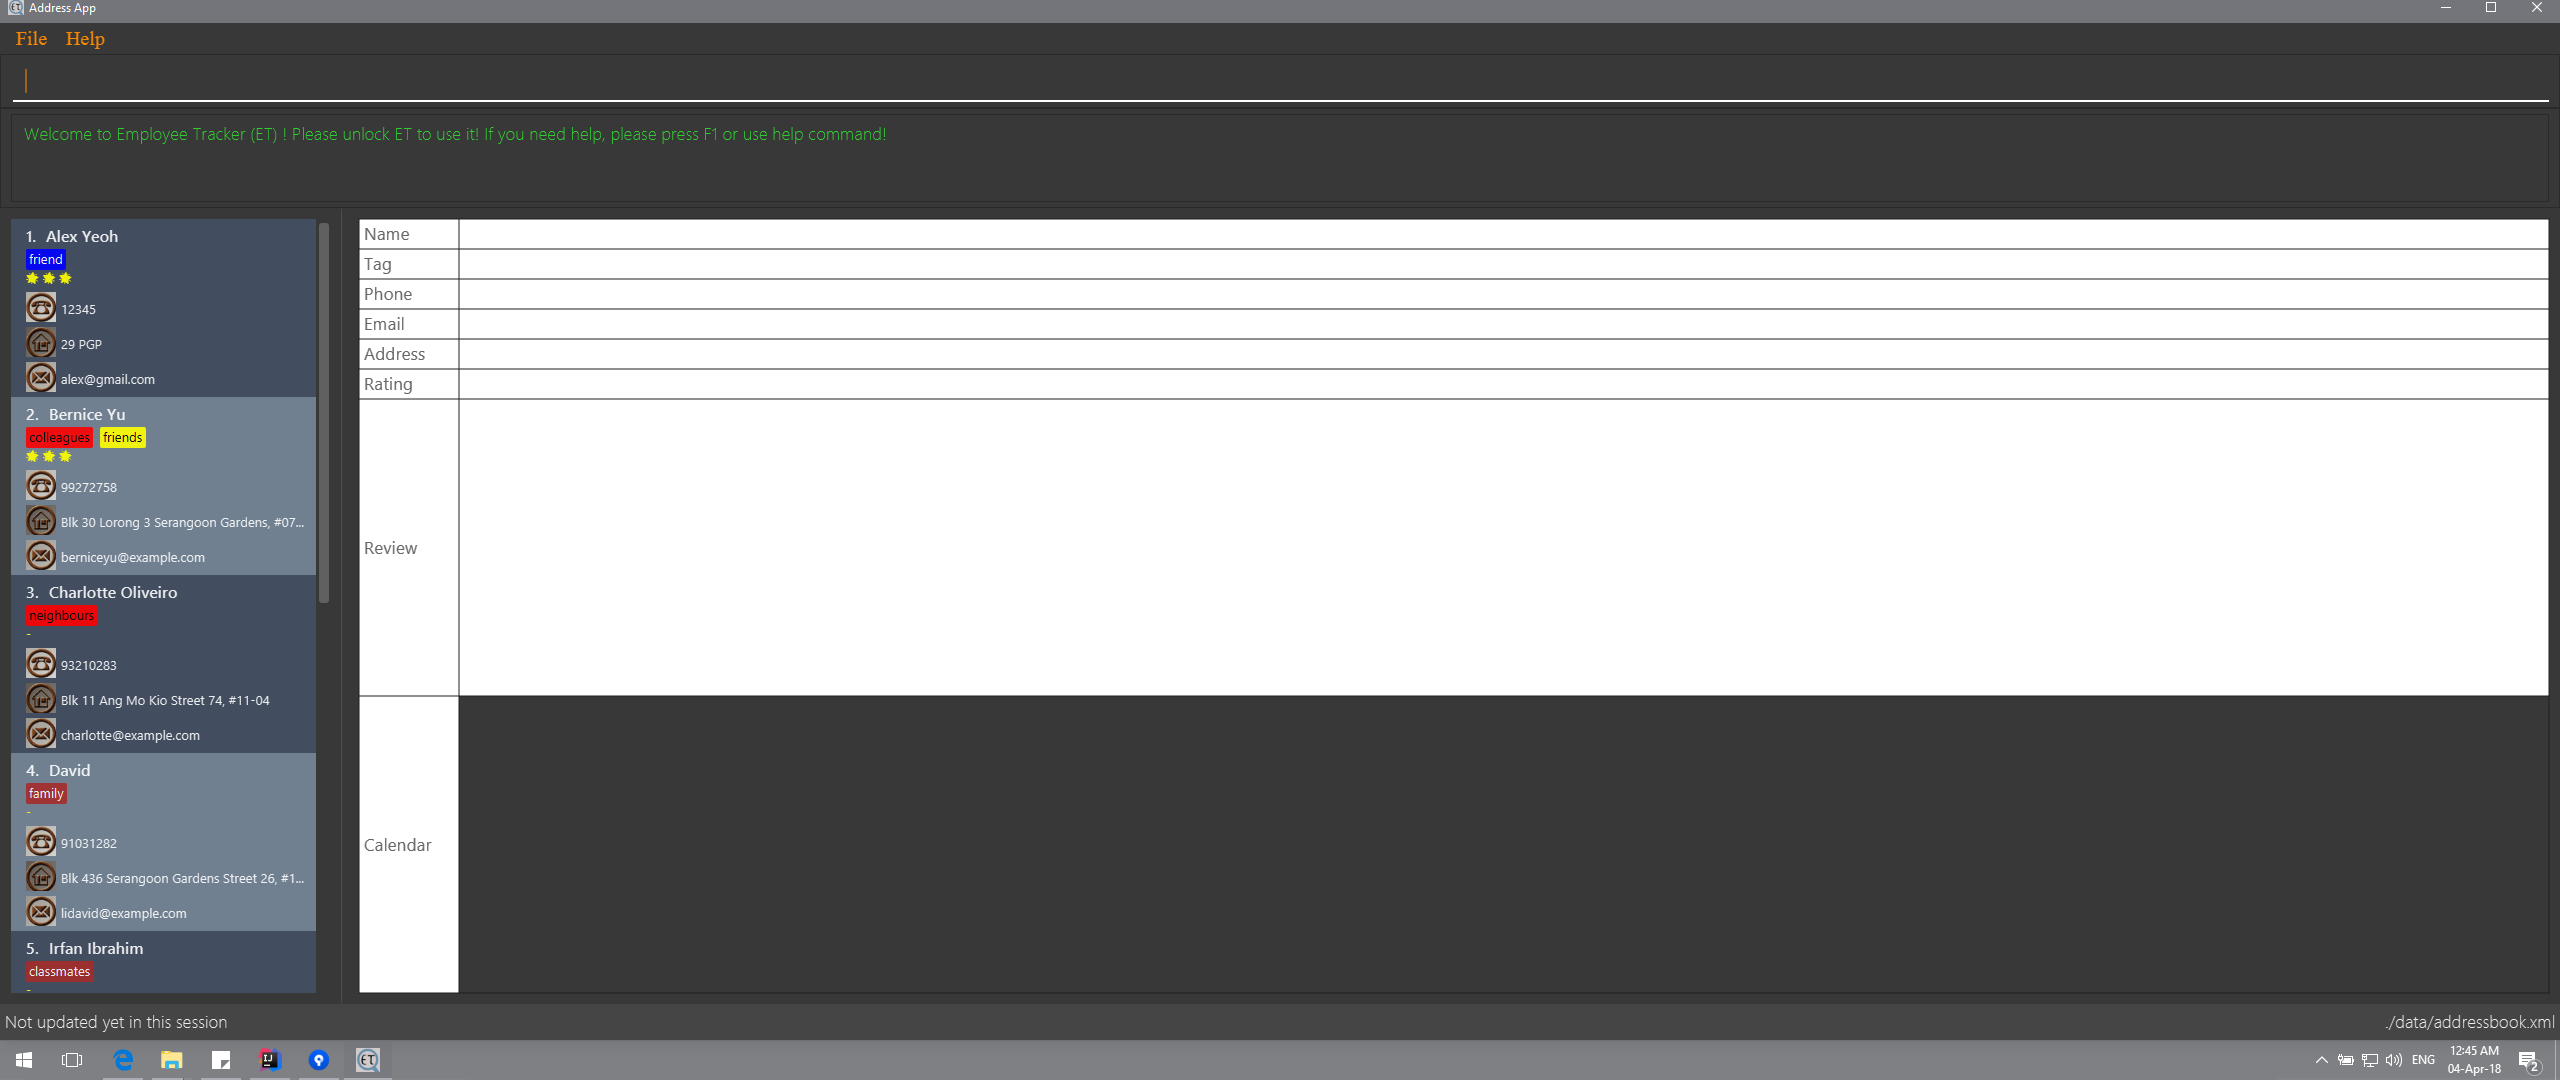 Address App
File Help
Welcome to Employee Tracker (ET) ! Please unlock ET to use it! If you need help, please press F1 or use help command!
1. Alex Yeoh
friend
12345
29 PGP
alex@gmail.com
2. Bernice Yu
colleagues friends
99272758
Blk 30 Lorong 3 Serangoon Gardens, #07...
berniceyu@example.com
3. Charlotte Oliveiro
neighbours
-
93210283
Blk 11 Ang Mo Kio Street 74, #11-04
charlotte@example.com
4. David
family
-
91031282
Blk 436 Serangoon Gardens Street 26, #1...
lidavid@example.com
5. Irfan Ibrahim
classmates
-
Name
Tag
Phone
Email
Address
Rating
Review
Calendar
Not updated yet in this session
./data/addressbook.xml
IJ
ET
ENG
12:45 AM
04-Apr-18
2